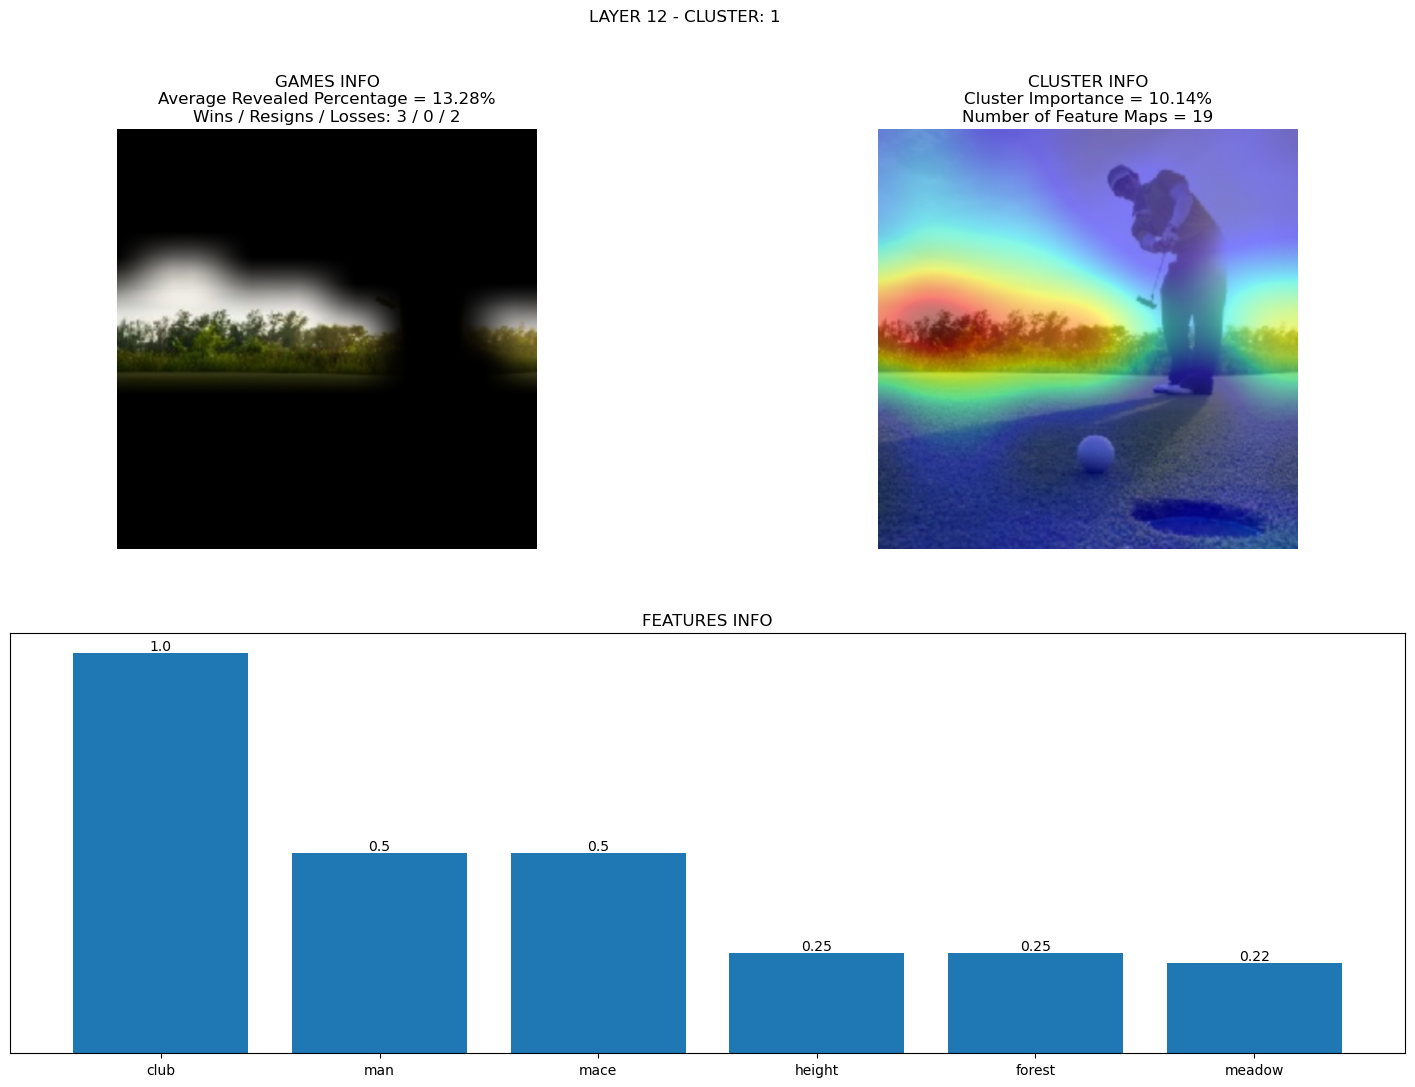 LAYER 12 - CLUSTER: 1
GAMES INFO
Average Revealed Percentage = 13.28%
Wins / Resigns / Losses: 3 / 0 / 2
CLUSTER INFO
Cluster Importance = 10.14%
Number of Feature Maps = 19
FEATURES INFO
1.0
0.5
0.5
0.25
0.25
0.22
club
man
mace
height
forest
meadow